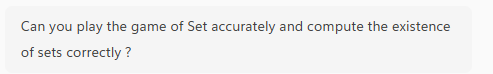 Can you play the game of Set accurately and compute the existence
of sets correctly ?